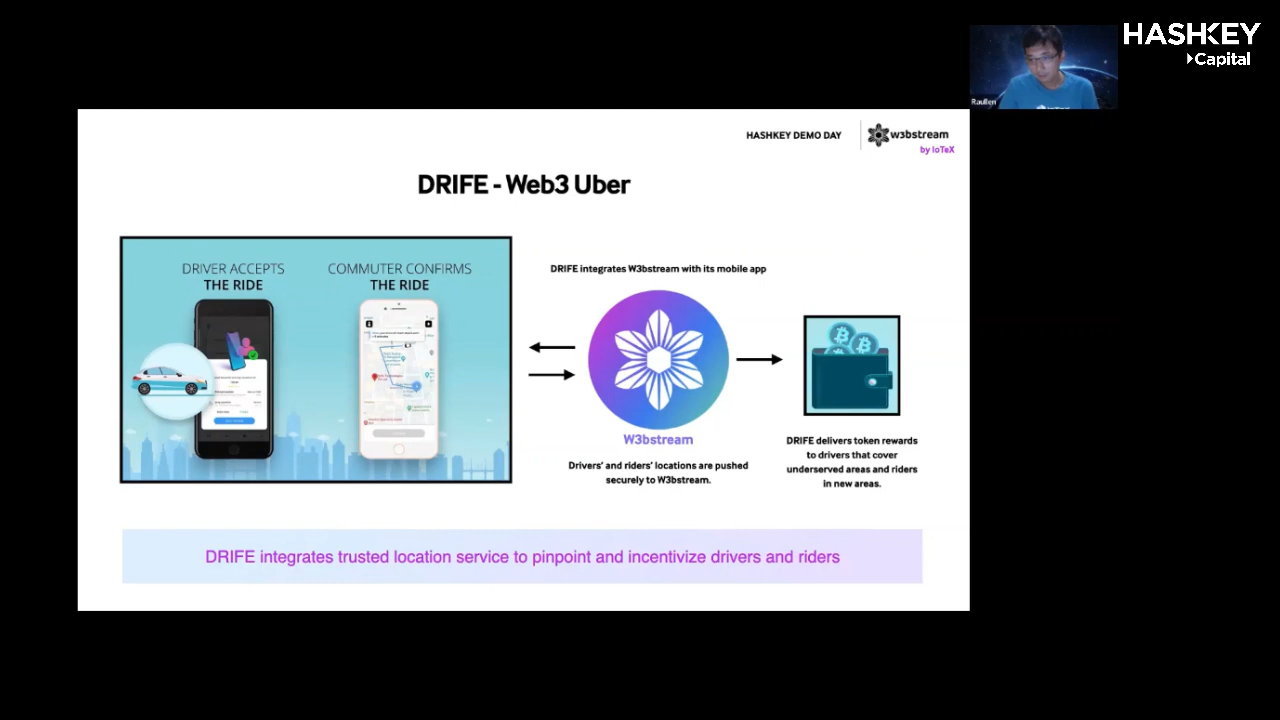 HASHKEY
Capital
Raullen
HASHKEY DEMO DAY
w3bstream
by IoTeX
DRIFE - Web3 Uber
DRIVER ACCEPTS
THE RIDE
COMMUTER CONFIRMS
THE RIDE
DRIFE integrates W3bstream with its mobile app
W3bstream
Drivers' and riders' locations are pushed
securely to W3bstream.
DRIFE delivers token rewards
to drivers that cover
underserved areas and riders
in new areas.
DRIFE integrates trusted location service to pinpoint and incentivize drivers and riders